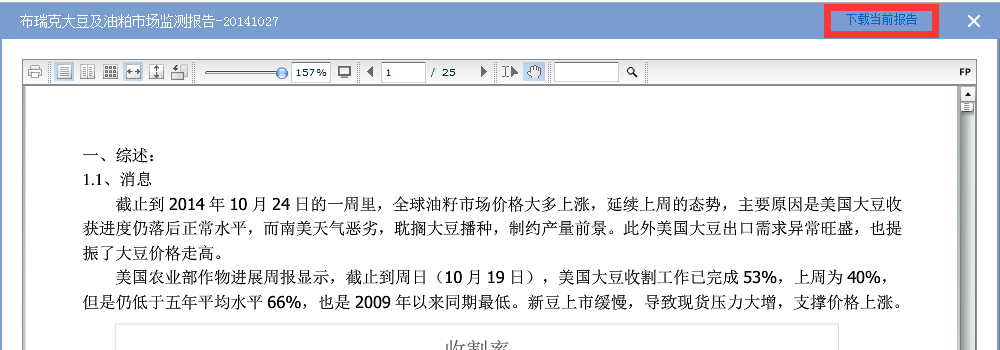 布瑞克大豆及油粕市场监测报告-20141027
下载当前报告
157%
1 / 25
FP
一、综述：
1.1、消息
截止到 2014 年 10 月 24 日的一周里，全球油籽市场价格大多上涨，延续上周的态势，主要原因是美国大豆收
获进度仍落后正常水平，而南美天气恶劣，耽搁大豆播种，制约产量前景。此外美国大豆出口需求异常旺盛，也提
振了大豆价格走高。
美国农业部作物进展周报显示，截止到周日（10 月 19 日），美国大豆收割工作已完成 53%，上周为 40%，
但是仍低于五年平均水平 66%，也是 2009 年以来同期最低。新豆上市缓慢，导致现货压力大增，支撑价格上涨。
收割率